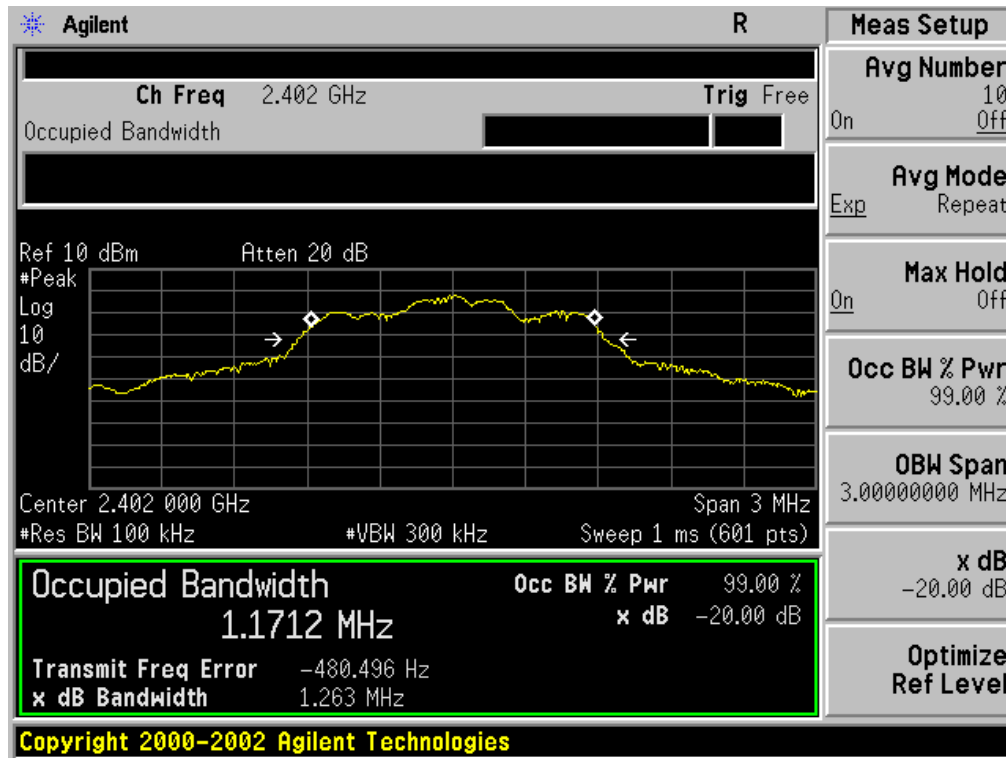 Agilent R
Ch Freq 2.402 GHz Trig Free
Occupied Bandwidth
Ref 10 dBm Atten 20 dB
#Peak
Log
10
dB/
Center 2.402 000 GHz Span 3 MHz
#Res BW 100 kHz #VBW 300 kHz Sweep 1 ms (601 pts)
Occupied Bandwidth
1.1712 MHz
Occ BW % Pwr 99.00 %
x dB -20.00 dB
Transmit Freq Error -480.496 Hz
x dB Bandwidth 1.263 MHz
Copyright 2000-2002 Agilent Technologies
Meas Setup
Avg Number
10
On Off
Avg Mode
Exp Repeat
Max Hold
On Off
Occ BW % Pwr
99.00 %
OBW Span
3.00000000 MHz
x dB
-20.00 dB
Optimize
Ref Level